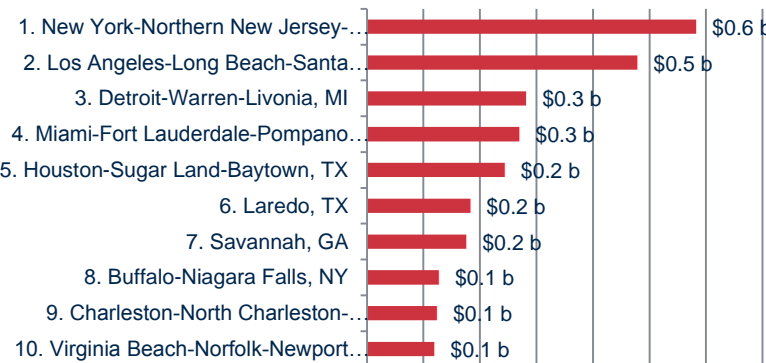 1. New York-Northern New Jersey-… $0.6 b
2. Los Angeles-Long Beach-Santa… $0.5 b
3. Detroit-Warren-Livonia, MI $0.3 b
4. Miami-Fort Lauderdale-Pompano… $0.3 b
5. Houston-Sugar Land-Baytown, TX $0.2 b
6. Laredo, TX $0.2 b
7. Savannah, GA $0.2 b
8. Buffalo-Niagara Falls, NY $0.1 b
9. Charleston-North Charleston-… $0.1 b
10. Virginia Beach-Norfolk-Newport… $0.1 b